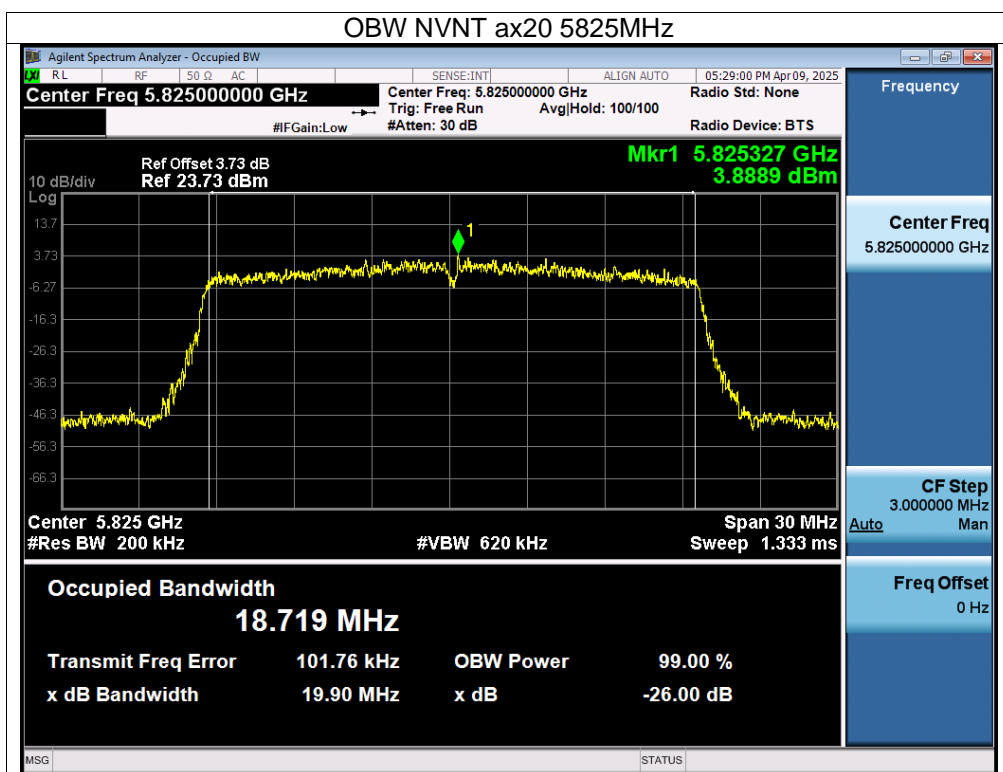 OBW NVNT ax20 5825MHz
Agilent Spectrum Analyzer - Occupied BW
LXI RL RF 50 Ω AC SENSE:INT ALIGN AUTO 05:29:00 PM Apr 09, 2025
Center Freq 5.825000000 GHz
Center Freq: 5.825000000 GHz
Radio Std: None
Trig: Free Run Avg|Hold: 100/100
#IFGain:Low
#Atten: 30 dB
Radio Device: BTS
Ref Offset 3.73 dB
Mkr1 5.825327 GHz
10 dB/div Ref 23.73 dBm
3.8889 dBm
Log
13.7
1
3.73
-6.27
-16.3
-26.3
-36.3
-46.3
-56.3
-66.3
Center 5.825 GHz
Span 30 MHz
#Res BW 200 kHz
#VBW 620 kHz
Sweep 1.333 ms
Occupied Bandwidth
18.719 MHz
Transmit Freq Error 101.76 kHz OBW Power 99.00 %
x dB Bandwidth 19.90 MHz x dB -26.00 dB
MSG
STATUS
Frequency
Center Freq
5.825000000 GHz
CF Step
3.000000 MHz
Auto Man
Freq Offset
0 Hz